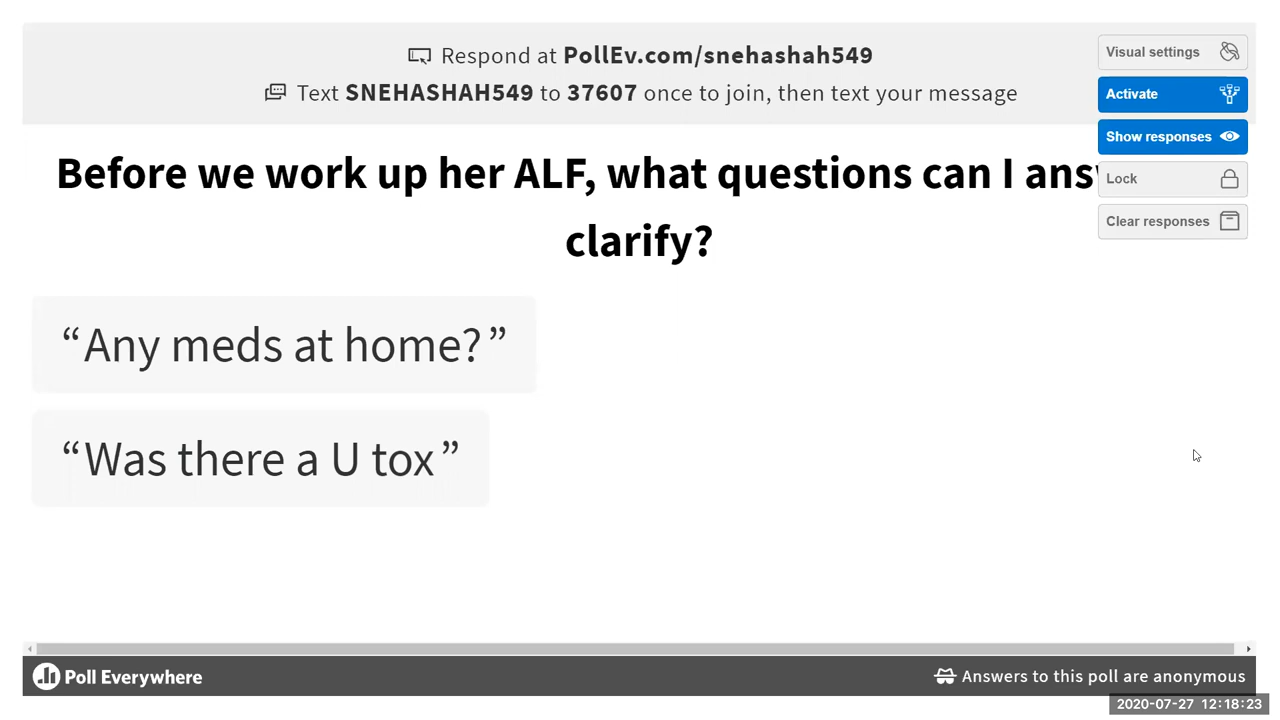 Respond at PollEv.com/snehashah549
Text SNEHASHAH549 to 37607 once to join, then text your message
Visual settings
Activate
Show responses
Lock
Clear responses
Before we work up her ALF, what questions can I
clarify?
“Any meds at home?”
“Was there a U tox”
Poll Everywhere
Answers to this poll are anonymous
2020-07-27 12:18:23